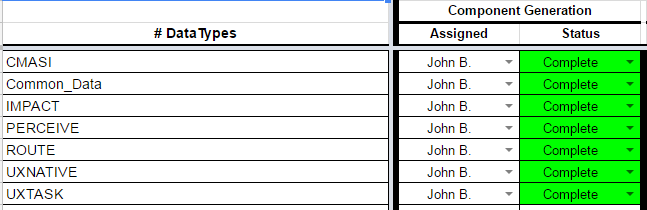 Component Generation
# DataTypes Assigned Status
CMASI John B. Complete
Common_Data John B. Complete
IMPACT John B. Complete
PERCEIVE John B. Complete
ROUTE John B. Complete
UXNATIVE John B. Complete
UXTASK John B. Complete